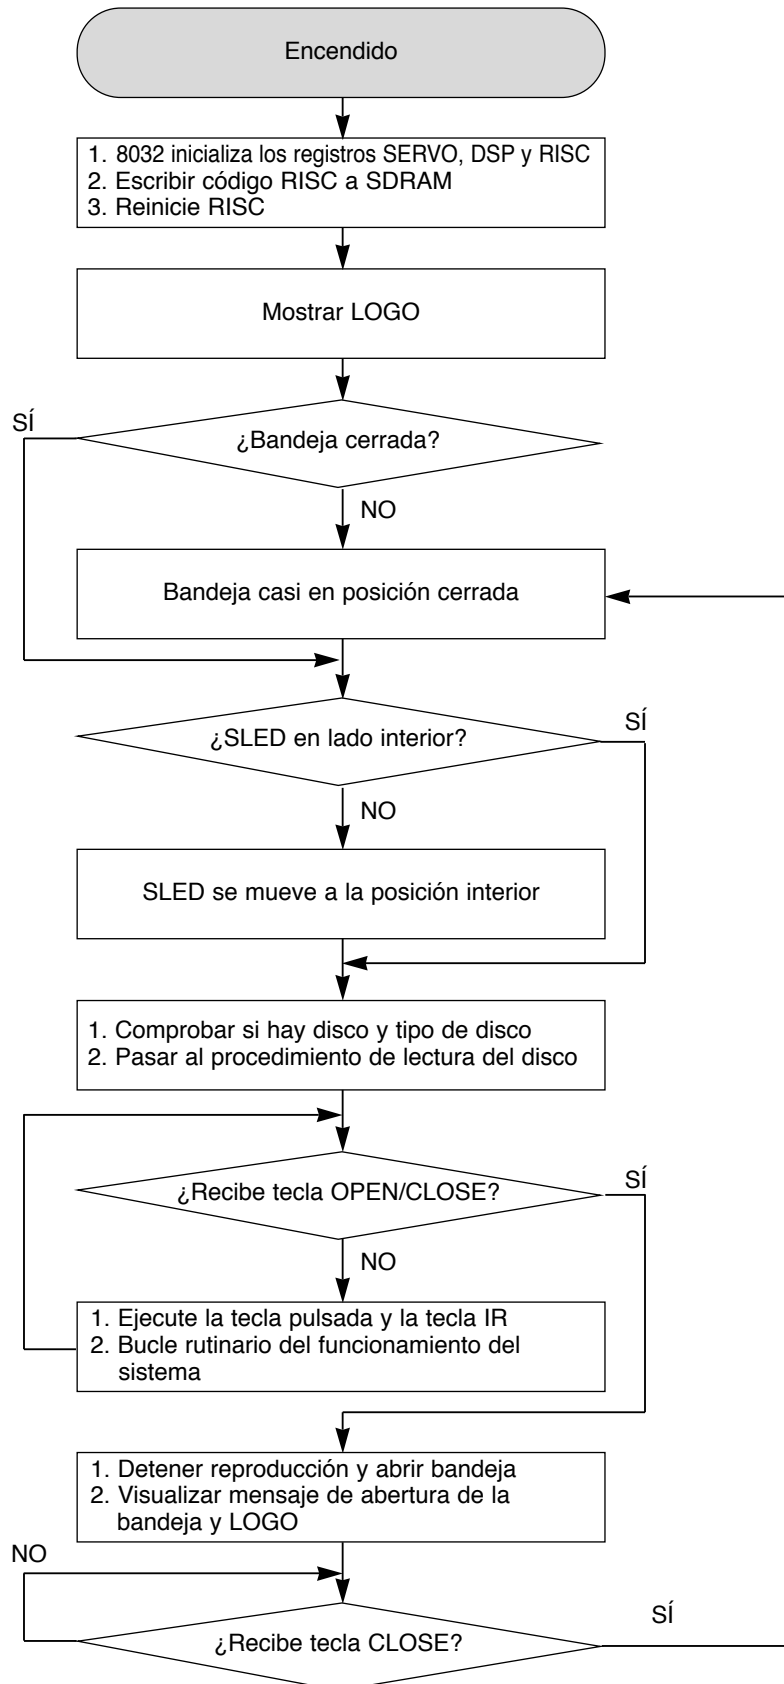 Encendido
1. 8032 inicializa los registros SERVO, DSP y RISC
2. Escribir código RISC a SDRAM
3. Reinicie RISC
Mostrar LOGO
SÍ
¿Bandeja cerrada?
NO
Bandeja casi en posición cerrada
¿SLED en lado interior?
SÍ
NO
SLED se mueve a la posición interior
1. Comprobar si hay disco y tipo de disco
2. Pasar al procedimiento de lectura del disco
¿Recibe tecla OPEN/CLOSE?
SÍ
NO
1. Ejecute la tecla pulsada y la tecla IR
2. Bucle rutinario del funcionamiento del
sistema
1. Detener reproducción y abrir bandeja
2. Visualizar mensaje de abertura de la
bandeja y LOGO
NO
¿Recibe tecla CLOSE?
SÍ